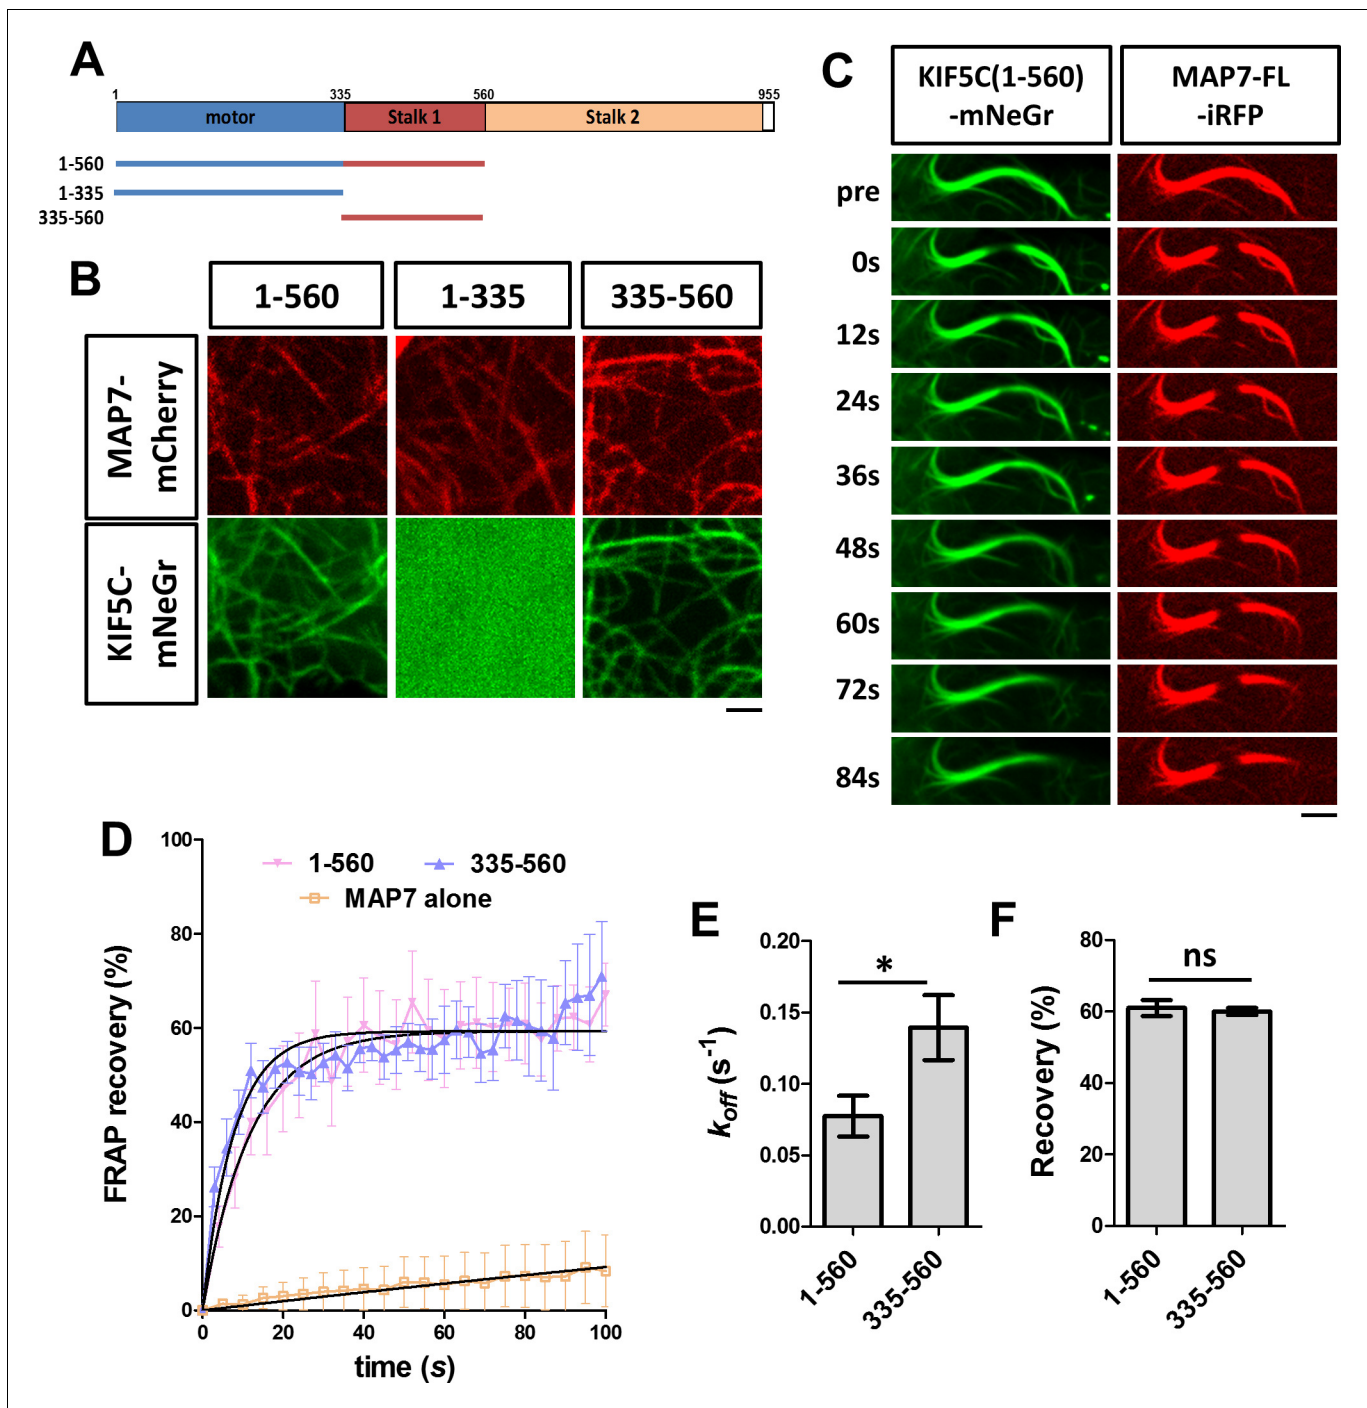 A
1 335 560 955
motor Stalk 1 Stalk 2
1-560
1-335
335-560
B
1-560 1-335 335-560
MAP7-
mCherry
KIF5C-
mNeGr
C
KIF5C(1-560)
-mNeGr
MAP7-FL
-iRFP
pre
0s
12s
24s
36s
48s
60s
72s
84s
D
1-560 335-560
MAP7 alone
FRAP recovery (%)
100
80
60
40
20
0
0 20 40 60 80 100
time (s)
E
*
koff (s-1)
0.20
0.15
0.10
0.05
0.00
1-560
335-560
F
ns
Recovery (%)
80
60
40
20
0
1-560
335-560